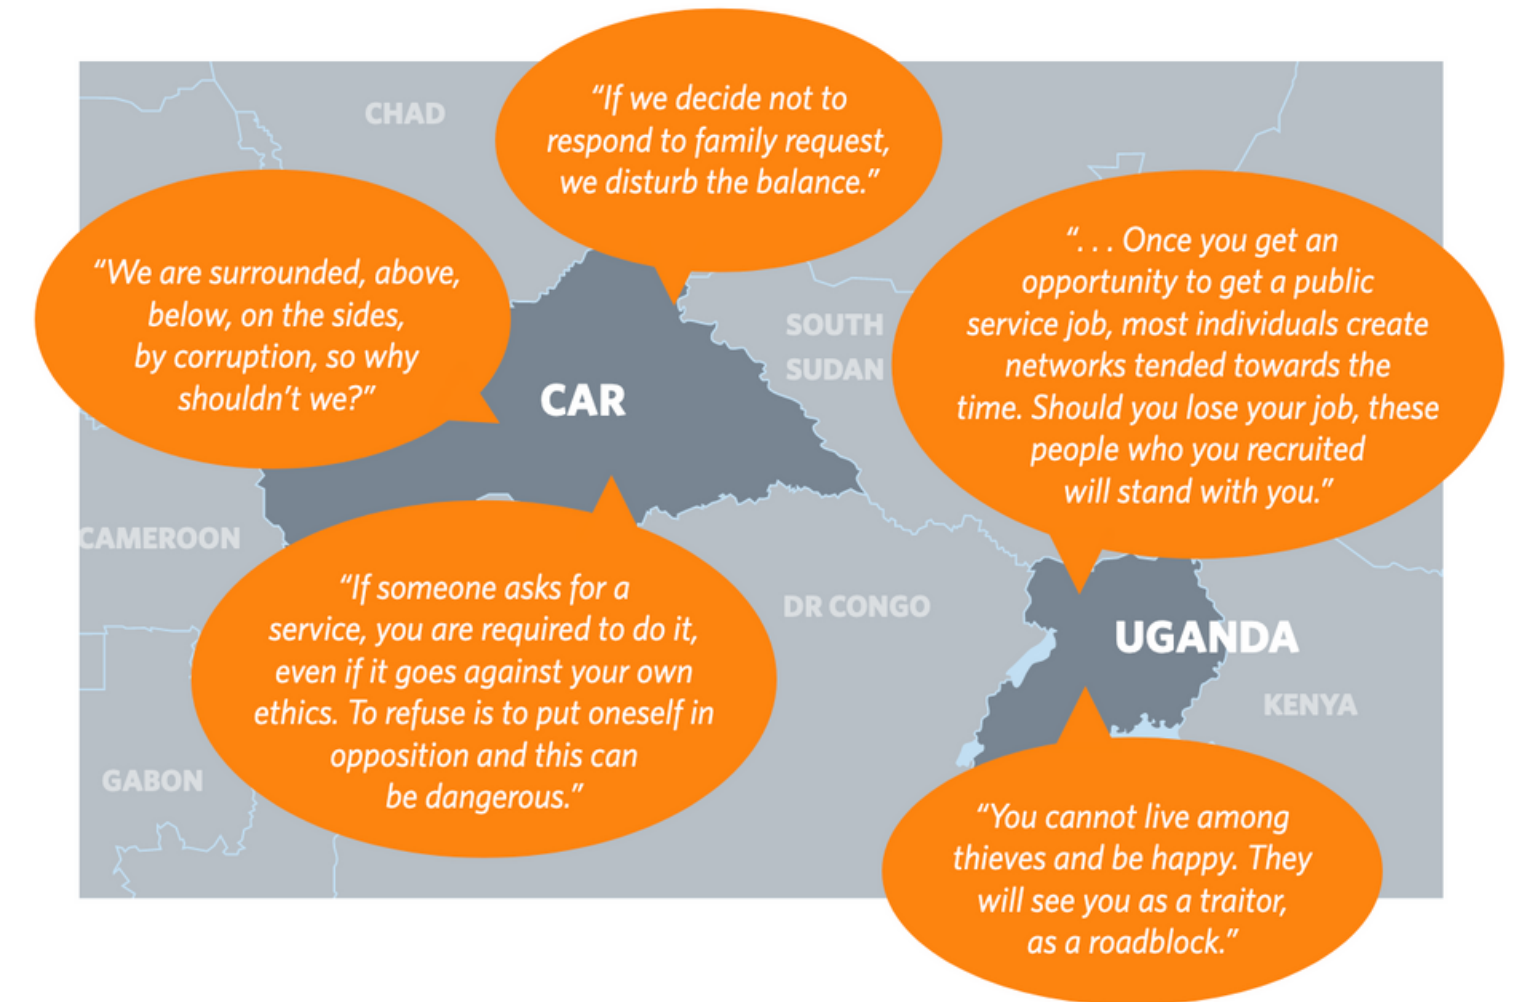 CHAD
“If we decide not to
respond to family request,
we disturb the balance.”
“We are surrounded, above,
below, on the sides,
by corruption, so why
shouldn’t we?”
“. . . Once you get an
opportunity to get a public
service job, most individuals create
networks tended towards the
time. Should you lose your job, these
people who you recruited
will stand with you.”
SOUTH
SUDAN
CAR
CAMEROON
“If someone asks for a
service, you are required to do it,
even if it goes against your own
ethics. To refuse is to put oneself in
opposition and this can
be dangerous.”
DR CONGO
UGANDA
KENYA
GABON
“You cannot live among
thieves and be happy. They
will see you as a traitor,
as a roadblock.”